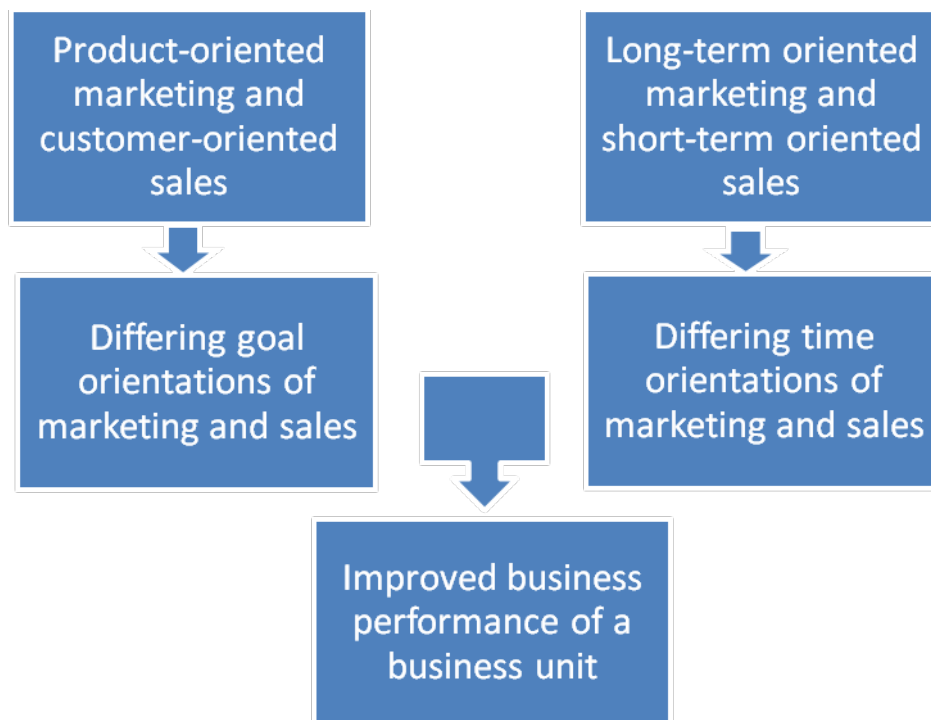 Product-oriented
marketing and
customer-oriented
sales
Long-term oriented
marketing and
short-term oriented
sales
Differing goal
orientations of
marketing and sales
Differing time
orientations of
marketing and sales
Improved business
performance of a
business unit